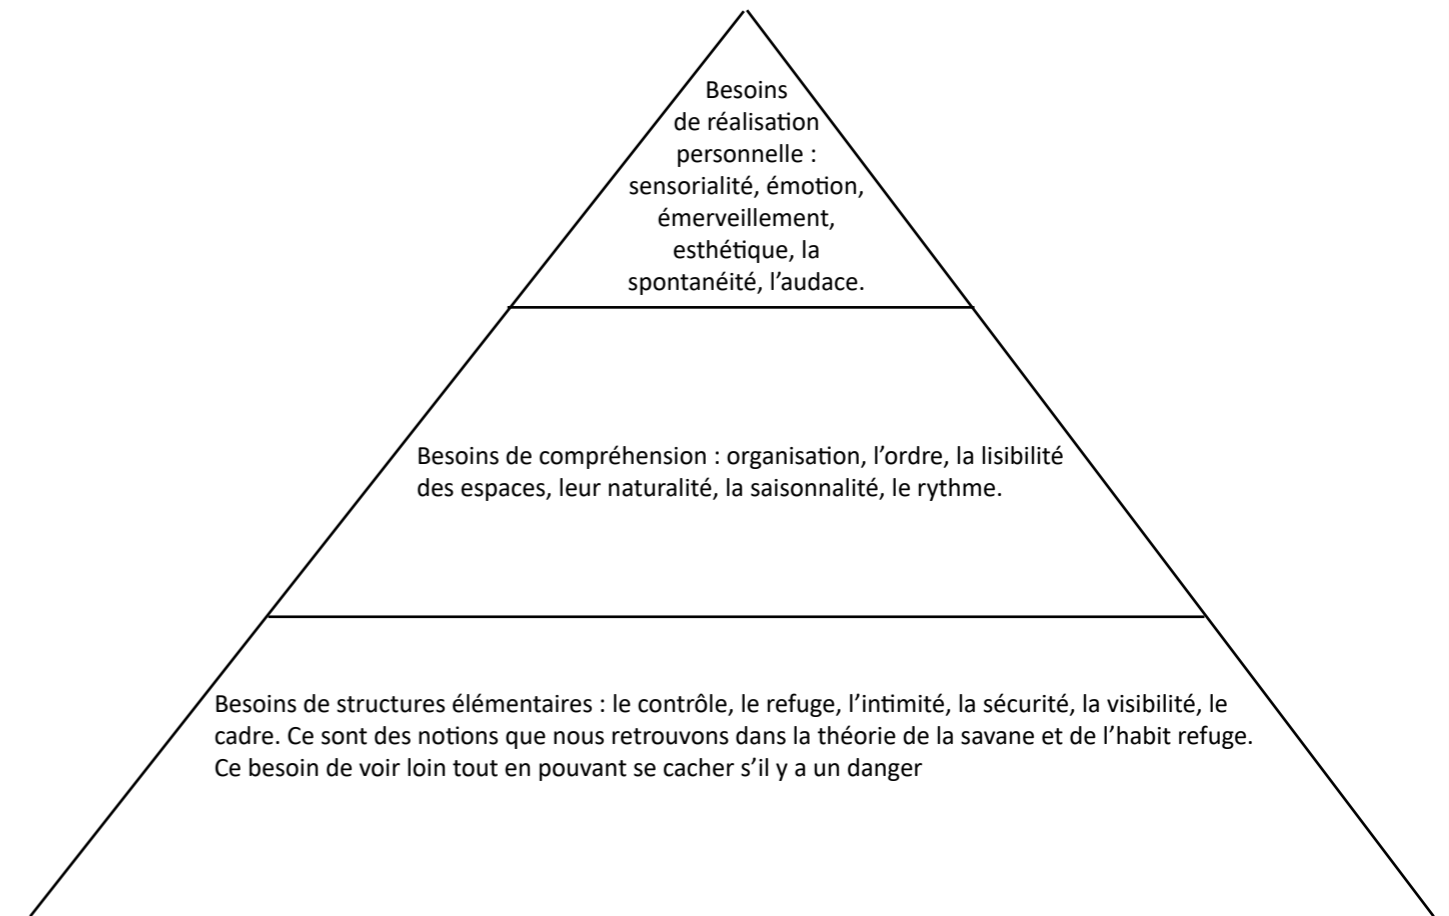 Besoins
de réalisation
personnelle :
sensorialité, émotion,
émerveillement,
esthétique, la
spontanéité, l’audace.
Besoins de compréhension : organisation, l’ordre, la lisibilité
des espaces, leur naturalité, la saisonnalité, le rythme.
Besoins de structures élémentaires : le contrôle, le refuge, l’intimité, la sécurité, la visibilité, le
cadre. Ce sont des notions que nous retrouvons dans la théorie de la savane et de l’habit refuge.
Ce besoin de voir loin tout en pouvant se cacher s’il y a un danger